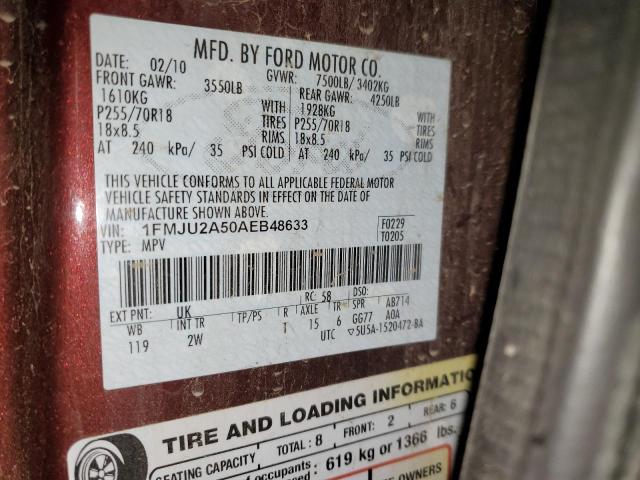 MFD. BY FORD MOTOR CO.
DATE: 02/10 GVWR: 7500LB/ 3402KG
FRONT GAWR: 3550LB REAR GAWR: 4250LB
1610KG WITH 1928KG WITH
P255/70R18 TIRES P255/70R18 TIRES
18x8.5 RIMS 18x8.5 RIMS
AT 240 kPa/ 35 PSI COLD AT 240 kPa/ 35 PSI COLD
THIS VEHICLE CONFORMS TO ALL APPLICABLE FEDERAL MOTOR
VEHICLE SAFETY STANDARDS IN EFFECT ON THE DATE OF
MANUFACTURE SHOWN ABOVE.
VIN: 1FMJU2A50AEB48633 F0229
TYPE: MPV T0205
RC: 58 DSO:
EXT PNT: UK R AXLE TR SPR AB714
WB INT TR TP/PS T 15 6 GG77 A0A
119 2W UTC 5U5A-1520472-BA
TIRE AND LOADING INFORMATIO
SEATING CAPACITY TOTAL: 8 FRONT: 2 REAR: 6
occupants 619 kg or 1366 lbs.
OWNERS